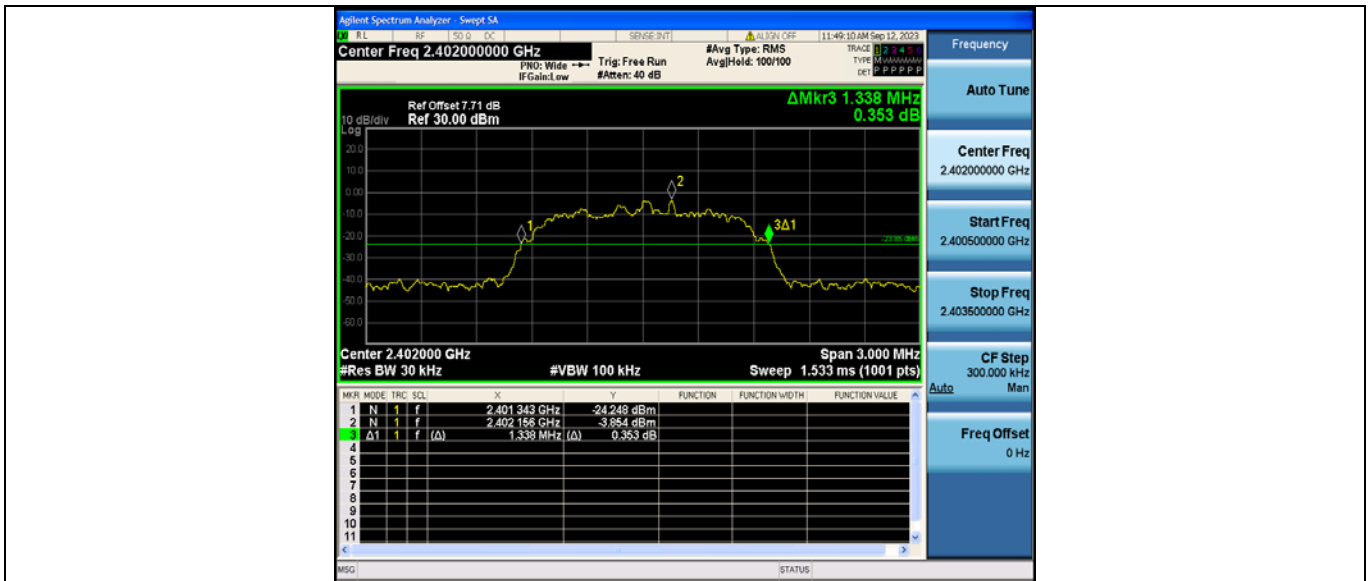 Agilent Spectrum Analyzer - Swept SA
RL RF 50 Ω DC SENSE:INT ALIGN OFF 11:49:10 AM Sep 12, 2023
Center Freq 2.402000000 GHz
PNO: Wide
IFGain:Low
Trig: Free Run
#Atten: 40 dB
#Avg Type: RMS
Avg|Hold: 100/100
TRACE 1 2 3 4 5 6
TYPE M
DET P P P P P P
ΔMkr3 1.338 MHz
0.353 dB
Ref Offset 7.71 dB
10 dB/div Ref 30.00 dBm
Log
20.0
10.0
0.00
-10.0
-20.0
-30.0
-40.0
-50.0
-60.0
1
2
3Δ1
-23.85 dBm
Center 2.402000 GHz Span 3.000 MHz
#Res BW 30 kHz #VBW 100 kHz Sweep 1.533 ms (1001 pts)
MKR MODE TRC SCL X Y FUNCTION FUNCTION WIDTH FUNCTION VALUE
1 N 1 f 2.401 343 GHz -24.248 dBm
2 N 1 f 2.402 156 GHz -3.854 dBm
3 Δ1 1 f (Δ) 1.338 MHz (Δ) 0.353 dB
4
5
6
7
8
9
10
11
MSG STATUS
Frequency
Auto Tune
Center Freq
2.402000000 GHz
Start Freq
2.400500000 GHz
Stop Freq
2.403500000 GHz
CF Step
300.000 kHz
Auto Man
Freq Offset
0 Hz